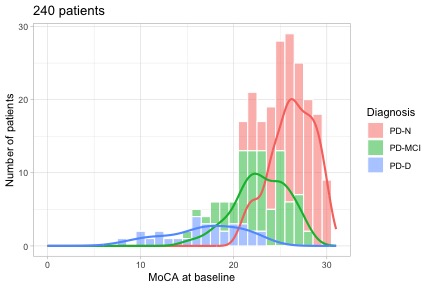 240 patients
30
20
10
0
Number of patients
0
10
20
30
MoCA at baseline
Diagnosis
PD-N
PD-MCI
PD-D